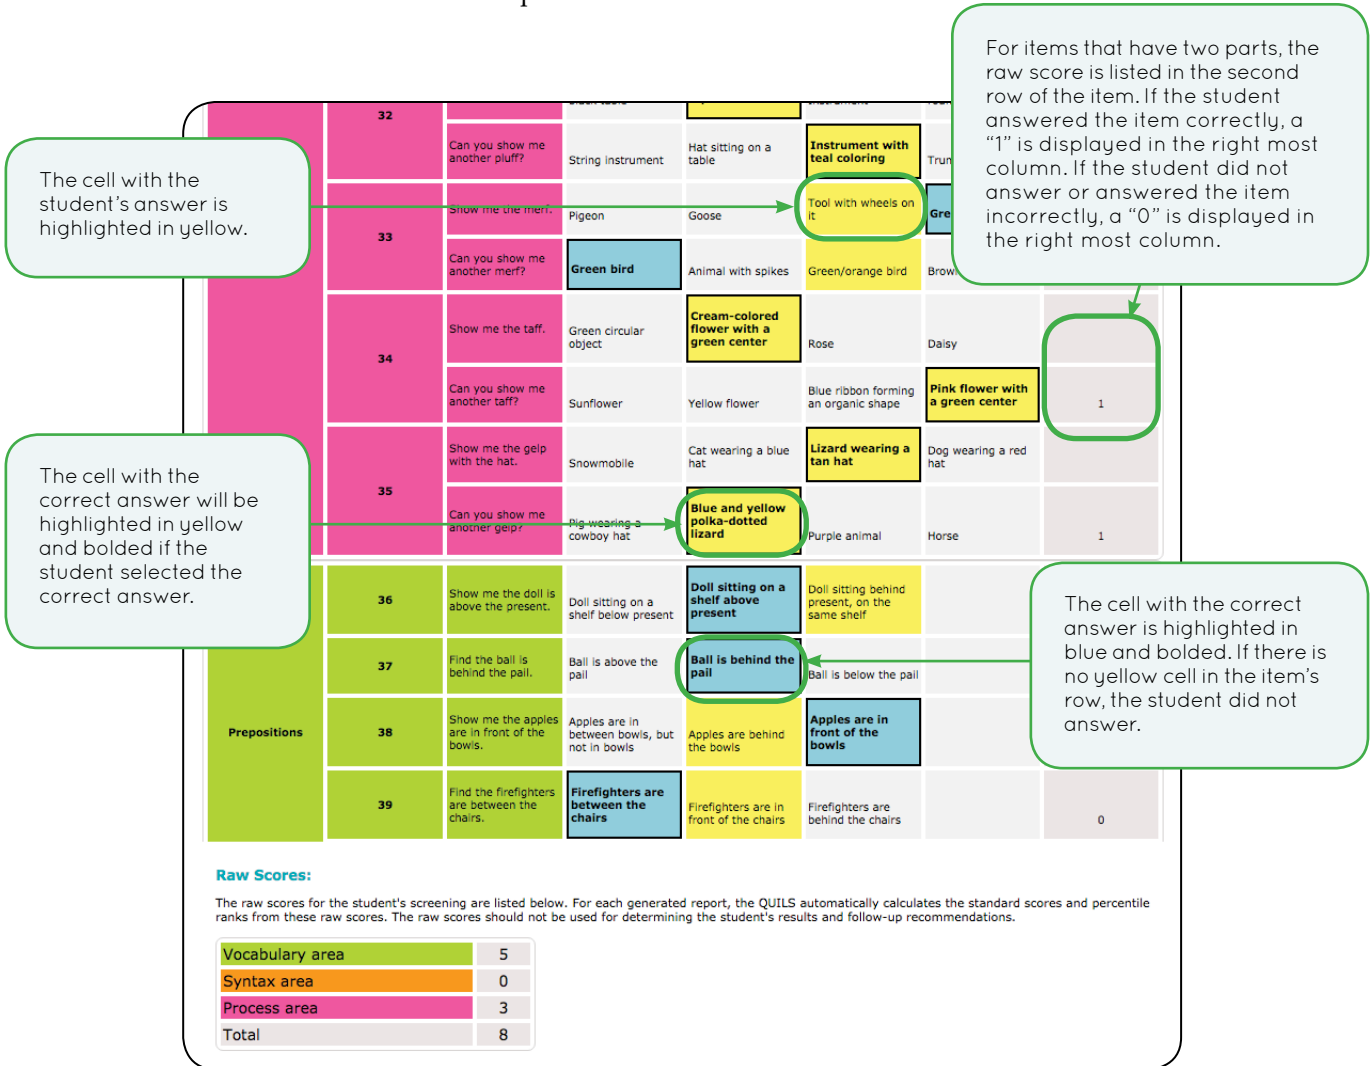 For items that have two parts, the
raw score is listed in the second
row of the item. If the student
answered the item correctly, a
“1” is displayed in the right most
column. If the student did not
answer or answered the item
incorrectly, a “0” is displayed in
the right most column.
The cell with the
student’s answer is
highlighted in yellow.
The cell with the
correct answer will be
highlighted in yellow
and bolded if the
student selected the
correct answer.
The cell with the correct
answer is highlighted in
blue and bolded. If there is
no yellow cell in the item’s
row, the student did not
answer.
32
Can you show me
another pluff?
String instrument
Hat sitting on a
table
Instrument with
teal coloring
33
Show me the merf.
Pigeon
Goose
Tool with wheels on
it
Can you show me
another merf?
Green bird
Animal with spikes
Green/orange bird
34
Show me the taff.
Green circular
object
Cream-colored
flower with a
green center
Rose
Daisy
Can you show me
another taff?
Sunflower
Yellow flower
Blue ribbon forming
an organic shape
Pink flower with
a green center
1
35
Show me the gelp
with the hat.
Snowmobile
Cat wearing a blue
hat
Lizard wearing a
tan hat
Dog wearing a red
hat
Can you show me
another gelp?
Pig wearing a
cowboy hat
Blue and yellow
polka-dotted
lizard
Purple animal
Horse
1
Prepositions
36
Show me the doll is
above the present.
Doll sitting on a
shelf below present
Doll sitting on a
shelf above
present
Doll sitting behind
present, on the
same shelf
37
Find the ball is
behind the pail.
Ball is above the
pail
Ball is behind the
pail
Ball is below the pail
38
Show me the apples
are in front of the
bowls.
Apples are in
between bowls, but
not in bowls
Apples are behind
the bowls
Apples are in
front of the
bowls
39
Find the firefighters
are between the
chairs.
Firefighters are
between the
chairs
Firefighters are in
front of the chairs
Firefighters are
behind the chairs
0
Raw Scores:
The raw scores for the student's screening are listed below. For each generated report, the QUILS automatically calculates the standard scores and percentile
ranks from these raw scores. The raw scores should not be used for determining the student's results and follow-up recommendations.
Vocabulary area 5
Syntax area 0
Process area 3
Total 8